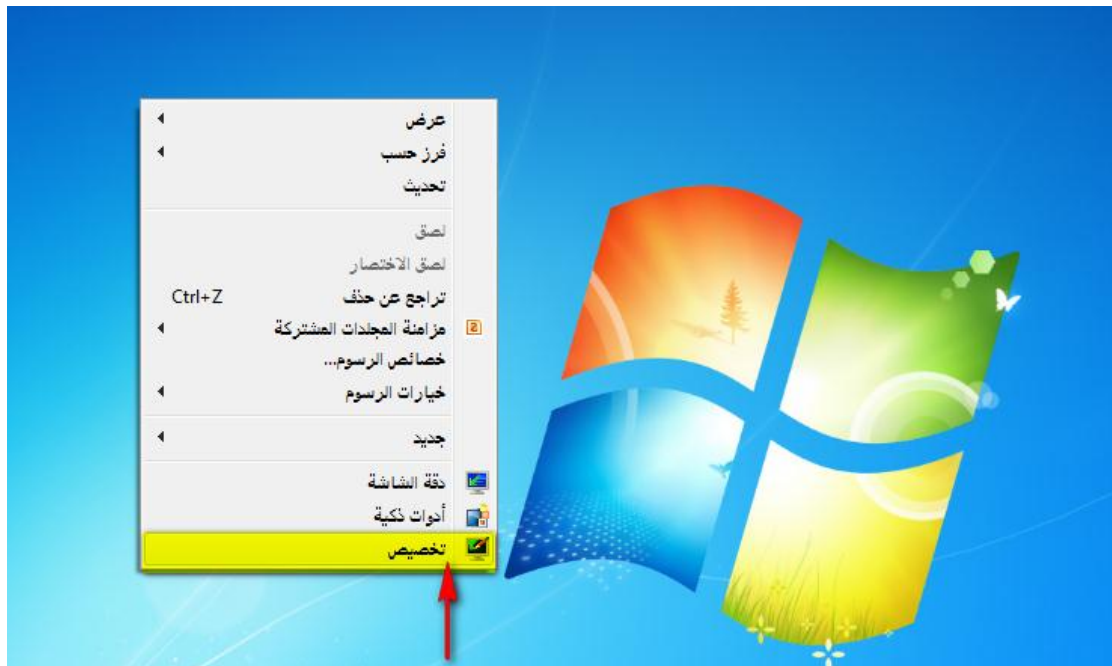 عرض
فرز حسب
تحديث
لصق
لصق الاختصار
تراجع عن حذف Ctrl+Z
مزامنة المجلدات المشتركة
خصائص الرسوم...
خيارات الرسوم
جديد
دقة الشاشة
أدوات ذكية
تخصيص